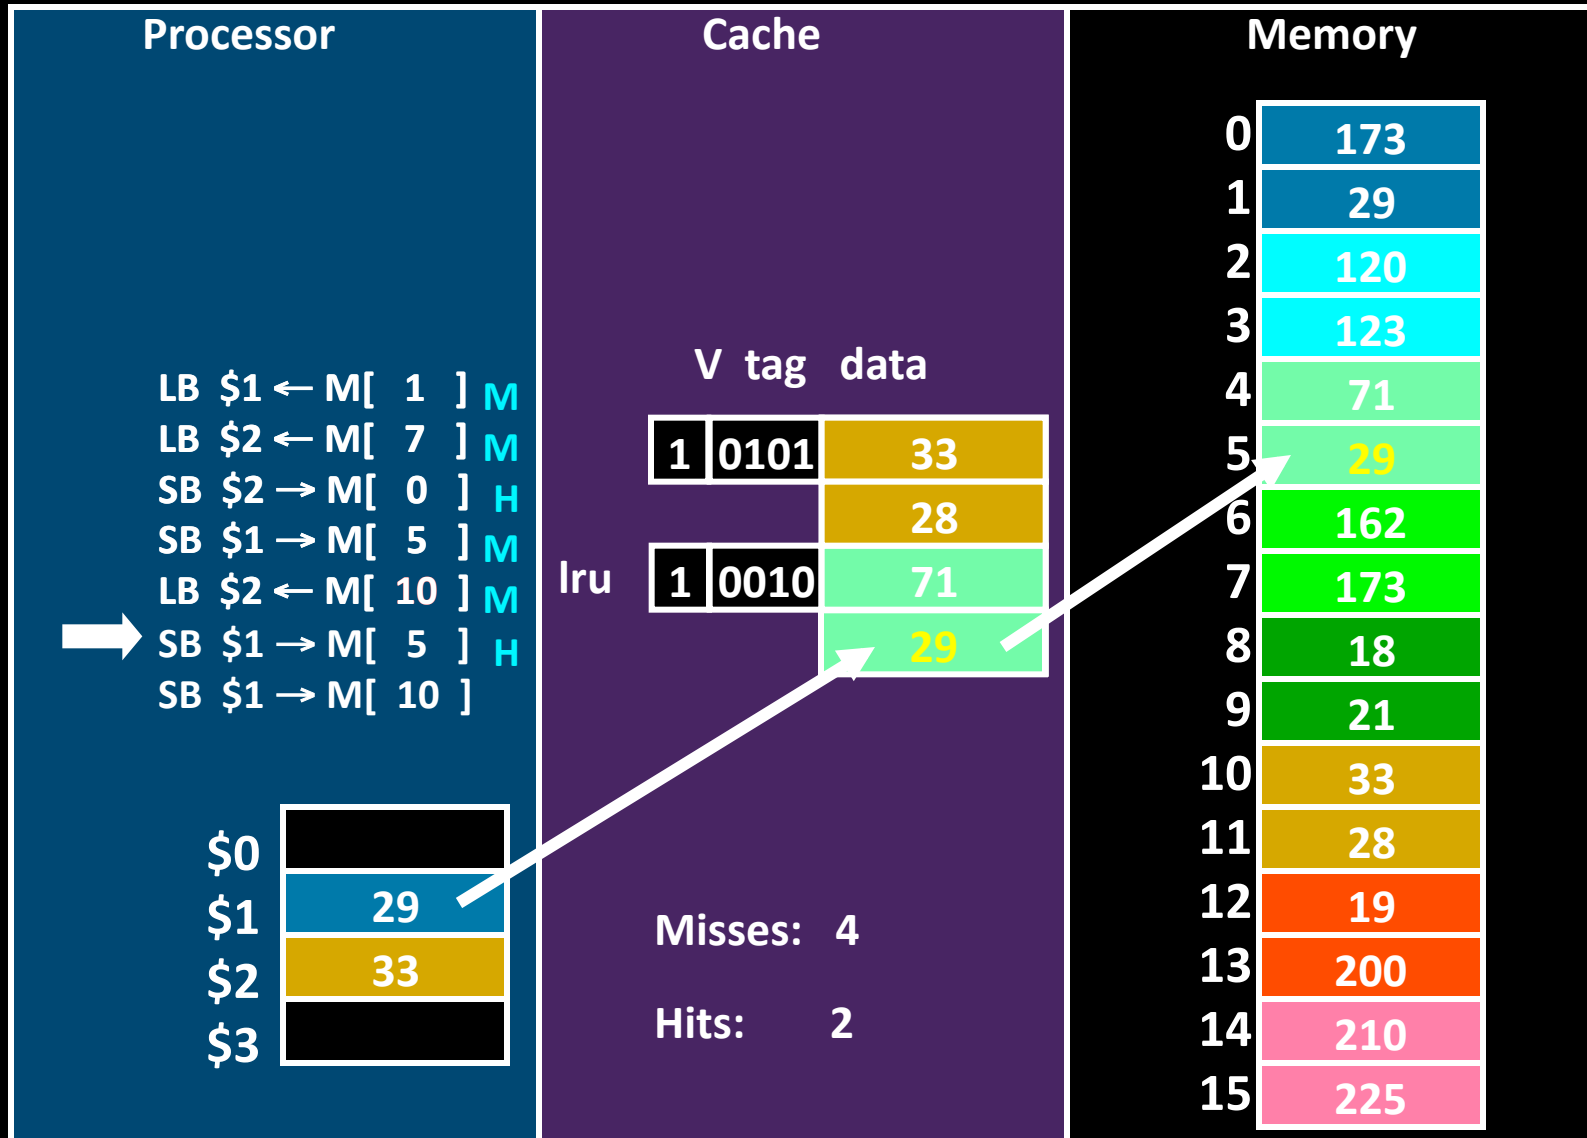 Processor
LB $1 ← M[ 1 ] M
LB $2 ← M[ 7 ] M
SB $2 → M[ 0 ] H
SB $1 → M[ 5 ] M
LB $2 ← M[ 10 ] M
SB $1 → M[ 5 ] H
SB $1 → M[ 10 ]
$0
$1 29
$2 33
$3
Cache
V tag data
1 0101 33
28
lru 1 0010 71
29
Misses: 4
Hits: 2
Memory
0 173
1 29
2 120
3 123
4 71
5 29
6 162
7 173
8 18
9 21
10 33
11 28
12 19
13 200
14 210
15 225